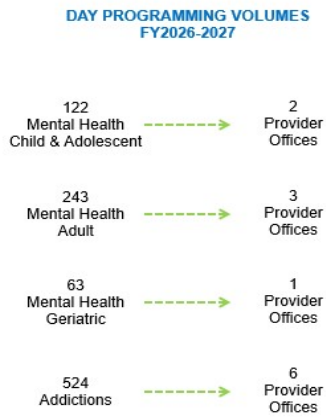 DAY PROGRAMMING VOLUMES
FY2026-2027
122
Mental Health
Child & Adolescent
2
Provider
Offices
243
Mental Health
Adult
3
Provider
Offices
63
Mental Health
Geriatric
1
Provider
Offices
524
Addictions
6
Provider
Offices